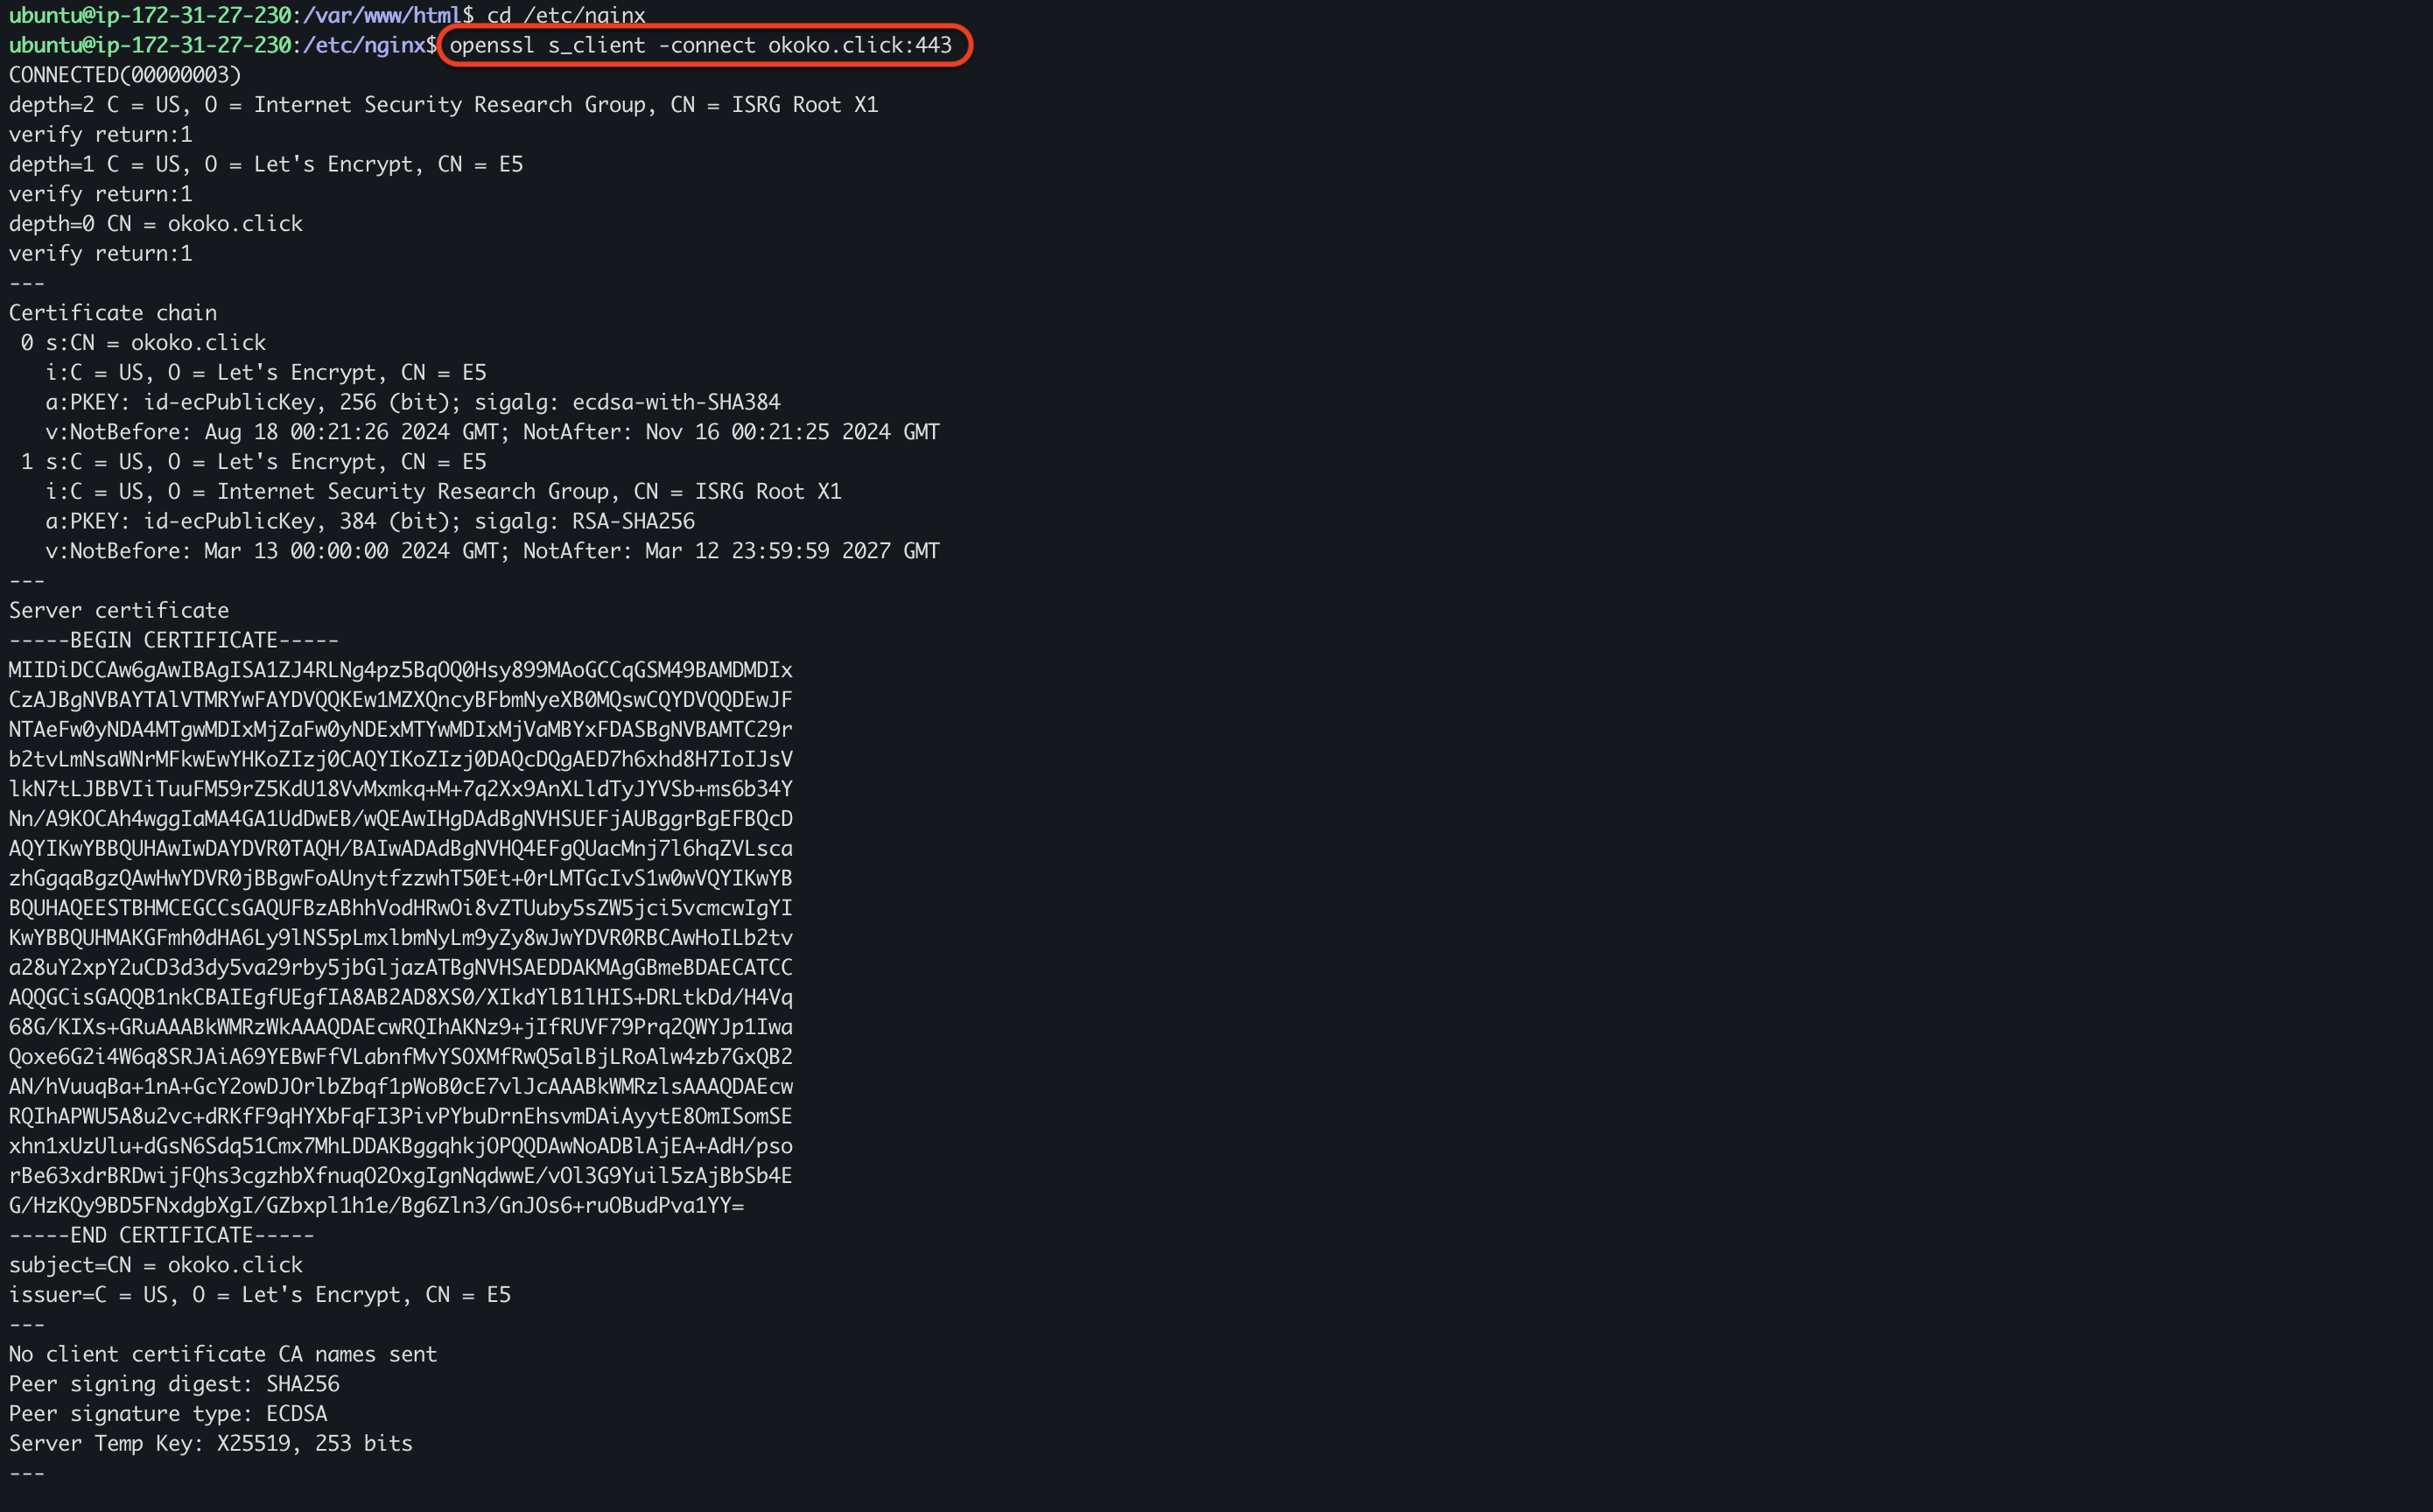 ubuntu@ip-172-31-27-230:/var/www/html$ cd /etc/nginx
ubuntu@ip-172-31-27-230:/etc/nginx$ openssl s_client -connect okoko.click:443
CONNECTED(00000003)
depth=2 C = US, O = Internet Security Research Group, CN = ISRG Root X1
verify return:1
depth=1 C = US, O = Let's Encrypt, CN = E5
verify return:1
depth=0 CN = okoko.click
verify return:1
---
Certificate chain
 0 s:CN = okoko.click
   i:C = US, O = Let's Encrypt, CN = E5
   a:PKEY: id-ecPublicKey, 256 (bit); sigalg: ecdsa-with-SHA384
   v:NotBefore: Aug 18 00:21:26 2024 GMT; NotAfter: Nov 16 00:21:25 2024 GMT
 1 s:C = US, O = Let's Encrypt, CN = E5
   i:C = US, O = Internet Security Research Group, CN = ISRG Root X1
   a:PKEY: id-ecPublicKey, 384 (bit); sigalg: RSA-SHA256
   v:NotBefore: Mar 13 00:00:00 2024 GMT; NotAfter: Mar 12 23:59:59 2027 GMT
---
Server certificate
-----BEGIN CERTIFICATE-----
MIIDiDCCAw6gAwIBAgISA1ZJ4RLNg4pz5BqOQ0Hsy899MAoGCCqGSM49BAMDMDIx
CzAJBgNVBAYTAlVTMRYwFAYDVQQKEw1MZXQncyBFbmNyeXB0MQswCQYDVQQDEwJF
NTAeFw0yNDA4MTgwMDIxMjZaFw0yNDExMTYwMDIxMjVaMBYxFDASBgNVBAMTC29r
b2tvLmNsaWNrMFkwEwYHKoZIzj0CAQYIKoZIzj0DAQcDQgAED7h6xhd8H7IoIJsV
lkN7tLJBBVIiTuuFM59rZ5KdU18VvMxmkq+M+7q2Xx9AnXLldTyJYVSb+ms6b34Y
Nn/A9KOCAh4wggIaMA4GA1UdDwEB/wQEAwIHgDAdBgNVHSUEFjAUBggrBgEFBQcD
AQYIKwYBBQUHAwIwDAYDVR0TAQH/BAIwADAdBgNVHQ4EFgQUacMnj7l6hqZVLsca
zhGgqaBgzQAwHwYDVR0jBBgwFoAUnytfzzwhT50Et+0rLMTGcIvS1w0wVQYIKwYB
BQUHAQEESTBHMCEGCCsGAQUFBzABhhVodHRwOi8vZTUuby5sZW5jci5vcmcwIgYI
KwYBBQUHMAKGFmh0dHA6Ly9lNS5pLmxlbmNyLm9yZy8wJwYDVR0RBCAwHoILb2tv
a28uY2xpY2uCD3d3dy5va29rby5jbGljazATBgNVHSAEDDAKMAgGBmeBDAECATCC
AQQGCisGAQQB1nkCBAIEgfUEgfIA8AB2AD8XS0/XIkdYlB1lHIS+DRLtkDd/H4Vq
68G/KIXs+GRuAAABkWMRzWkAAAQDAEcwRQIhAKNz9+jIfRUVF79Prq2QWYJp1Iwa
Qoxe6G2i4W6q8SRJAiA69YEBwFfVLabnfMvYSOXMfRwQ5alBjLRoAlw4zb7GxQB2
AN/hVuuqBa+1nA+GcY2owDJOrlbZbqf1pWoB0cE7vlJcAAABkWMRzlsAAAQDAEcw
RQIhAPWU5A8u2vc+dRKfF9qHYXbFqFI3PivPYbuDrnEhsvmDAiAyytE8OmISomSE
xhn1xUzUlu+dGsN6Sdq51Cmx7MhLDDAKBggqhkjOPQQDAwNoADBlAjEA+AdH/pso
rBe63xdrBRDwijFQhs3cgzhbXfnuqO2OxgIgnNqdwwE/vOl3G9Yuil5zAjBbSb4E
G/HzKQy9BD5FNxdgbXgI/GZbxpl1h1e/Bg6Zln3/GnJOs6+ruOBudPva1YY=
-----END CERTIFICATE-----
subject=CN = okoko.click
issuer=C = US, O = Let's Encrypt, CN = E5
---
No client certificate CA names sent
Peer signing digest: SHA256
Peer signature type: ECDSA
Server Temp Key: X25519, 253 bits
---